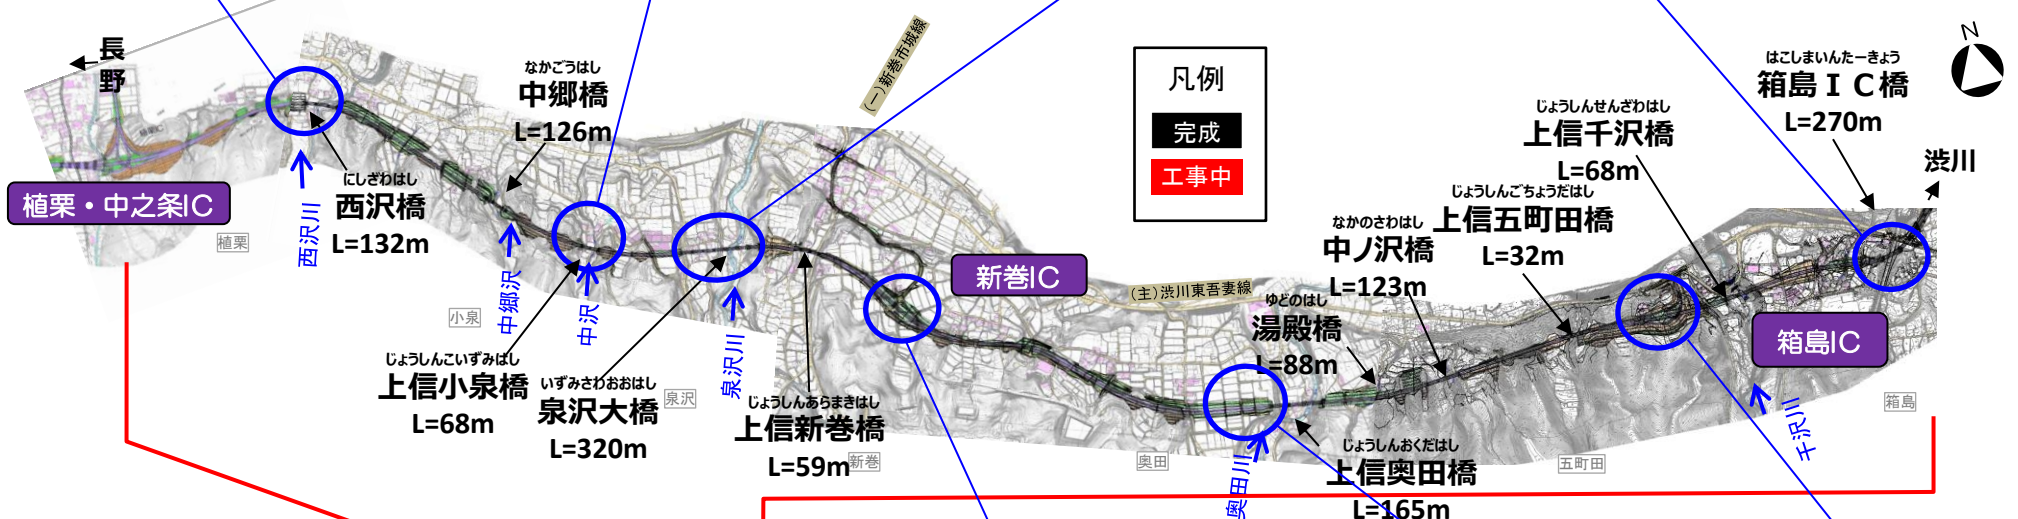 長野
植栗・中之条IC
植栗
西沢川
にしざわはし
西沢橋
L=132m
なかごうはし
中郷橋
L=126m
中郷沢
小泉
じょうしんこいずみばし
上信小泉橋
L=68m
中沢
いずみさわおおはし
泉沢大橋
L=320m
泉沢
泉沢川
じょうしんあらまきはし
上信新巻橋
L=59m
新巻
(一)新巻市城線
新巻IC
凡例
完成
工事中
(主)渋川東吾妻線
奥田
奥田川
じょうしんおくだはし
上信奥田橋
L=165m
ゆどのはし
湯殿橋
L=88m
なかのさわはし
中ノ沢橋
L=123m
じょうしんごちょうだはし
上信五町田橋
L=32m
五町田
じょうしんせんざわはし
上信千沢橋
L=68m
千沢川
箱島IC
箱島
はこしまいんたーきょう
箱島ＩＣ橋
L=270m
渋川
N